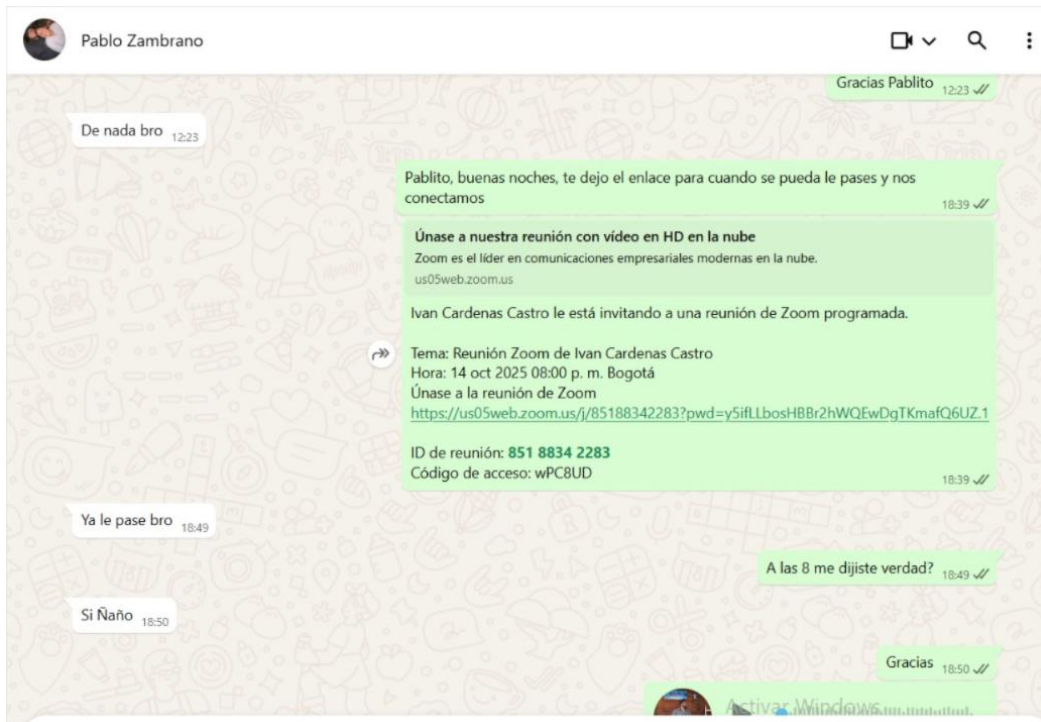 Pablo Zambrano
Gracias Pablito 12:23
De nada bro 12:23
Pablito, buenas noches, te dejo el enlace para cuando se pueda le pases y nos
conectamos
18:39
Únase a nuestra reunión con vídeo en HD en la nube
Zoom es el líder en comunicaciones empresariales modernas en la nube.
us05web.zoom.us
Ivan Cardenas Castro le está invitando a una reunión de Zoom programada.
Tema: Reunión Zoom de Ivan Cardenas Castro
Hora: 14 oct 2025 08:00 p. m. Bogotá
Únase a la reunión de Zoom
https://us05web.zoom.us/j/85188342283?pwd=y5ifLLbosHBBr2hWQEwDgTKmafQ6UZ.1
ID de reunión: 851 8834 2283
Código de acceso: wPC8UD
18:39
Ya le pase bro 18:49
A las 8 me dijiste verdad? 18:49
Si Ñaño 18:50
Gracias 18:50
Activar Windows